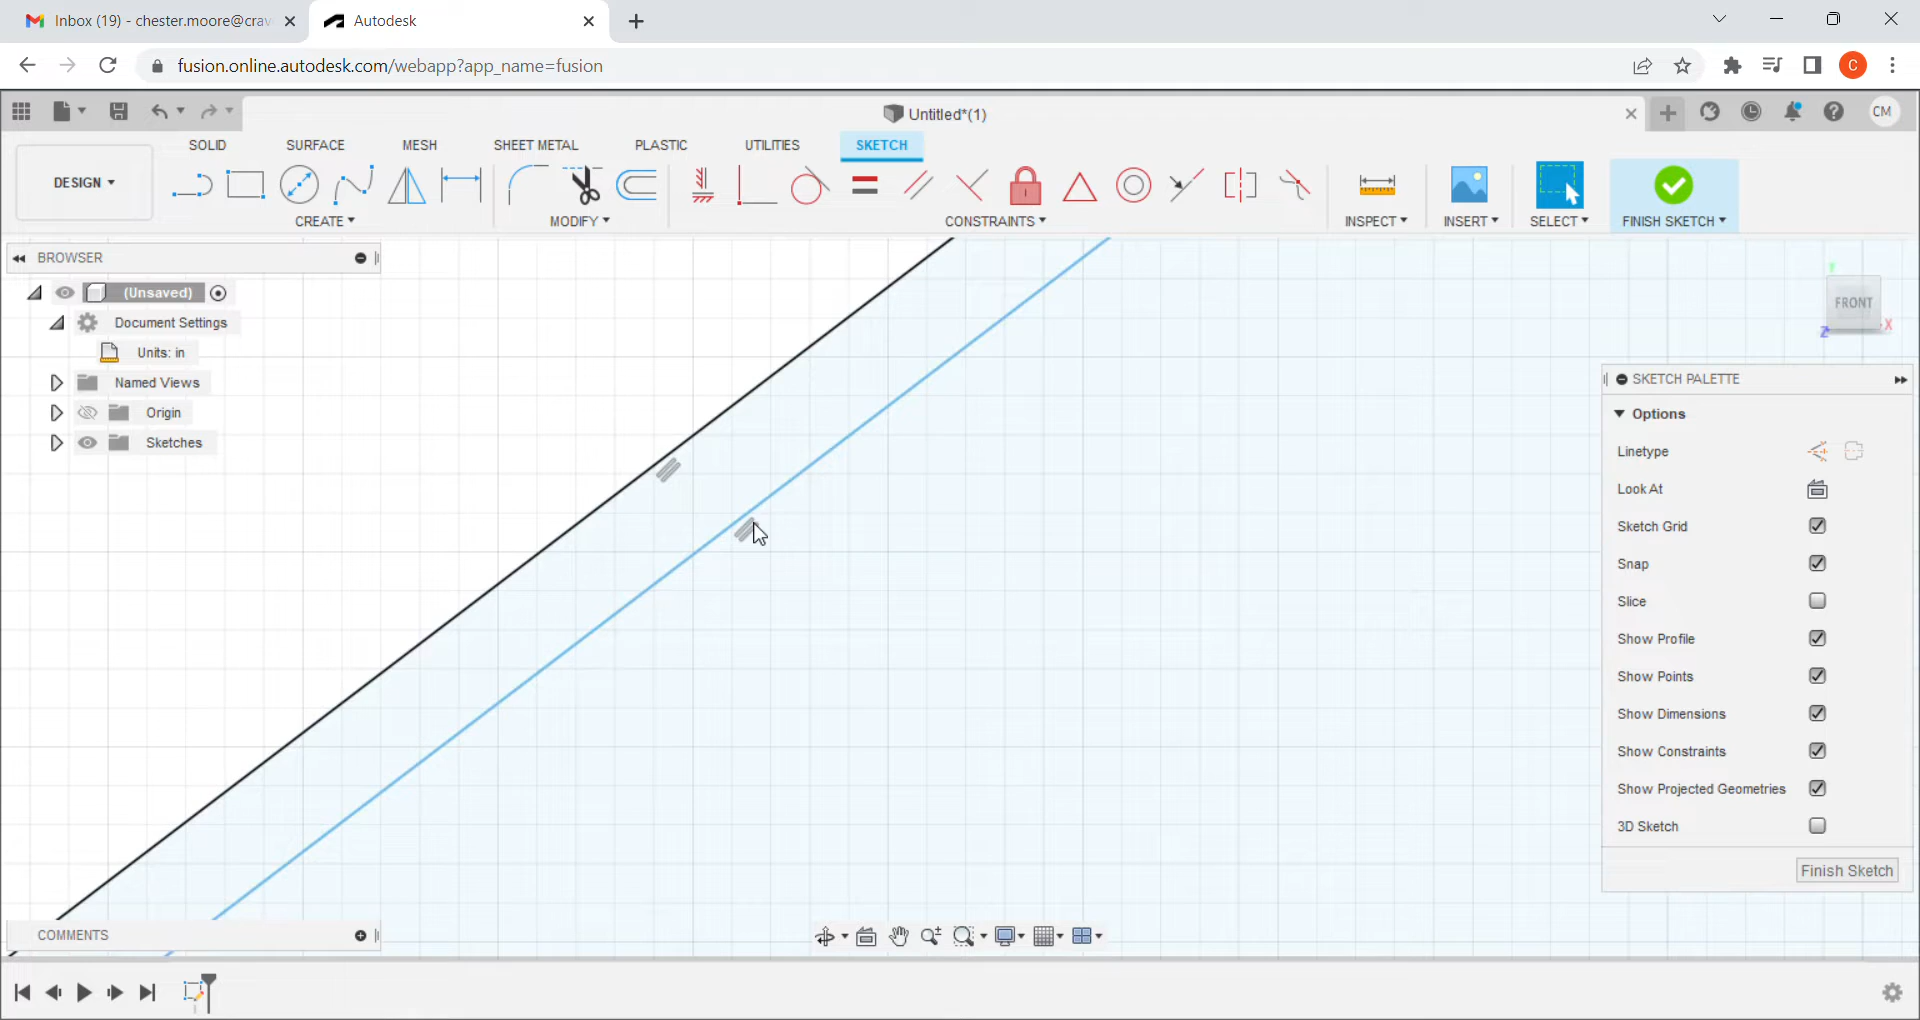 Inbox (19) - chester.moore@crav
Autodesk
fusion.online.autodesk.com/webapp?app_name=fusion
C
Untitled*(1)
CM
SOLID
SURFACE
MESH
SHEET METAL
PLASTIC
UTILITIES
SKETCH
DESIGN
CREATE
MODIFY
CONSTRAINTS
INSPECT
INSERT
SELECT
FINISH SKETCH
BROWSER
(Unsaved)
Document Settings
Units: in
Named Views
Origin
Sketches
Y
FRONT
X
Z
SKETCH PALETTE
Options
Linetype
Look At
Sketch Grid
Snap
Slice
Show Profile
Show Points
Show Dimensions
Show Constraints
Show Projected Geometries
3D Sketch
Finish Sketch
COMMENTS